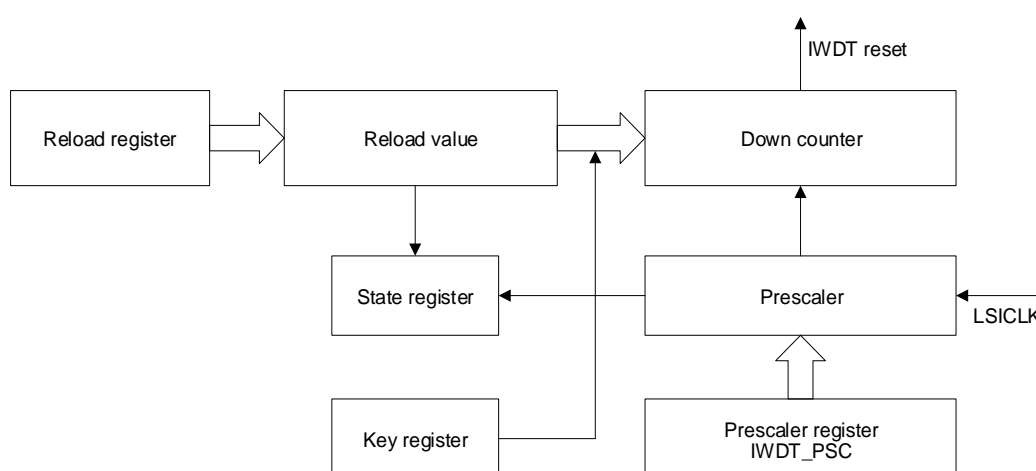 IWDT reset
Reload register
Reload value
Down counter
State register
Prescaler
LSICLK
Key register
Prescaler register
IWDT_PSC